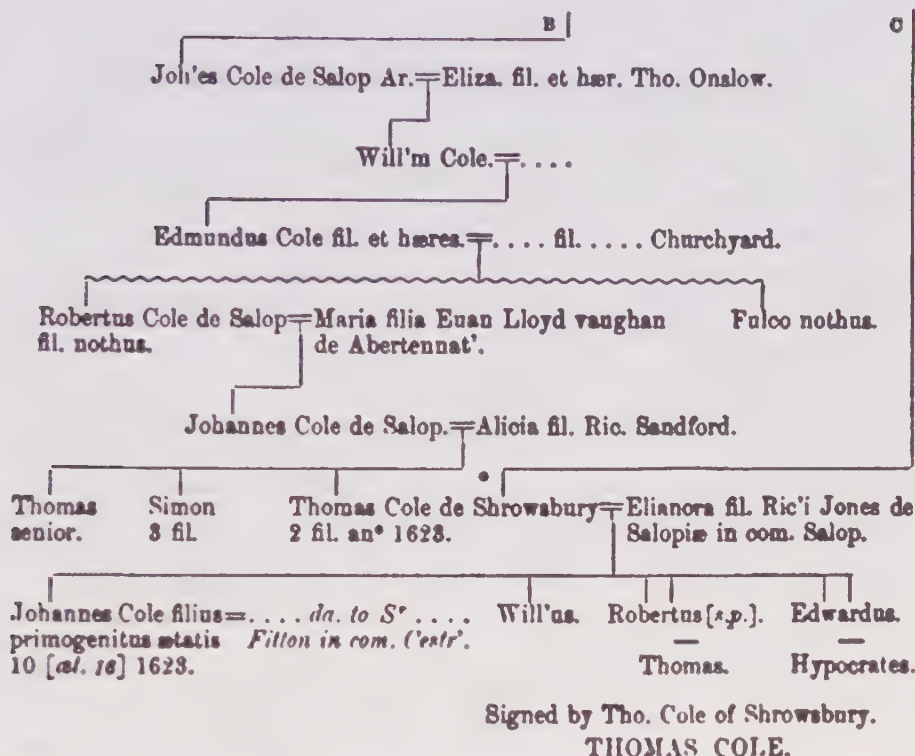 B C
Joh'es Cole de Salop Ar.=Eliza. fil. et hær. Tho. Onslow.
Will'm Cole.=. . . .
Edmundus Cole fil. et hæres.=. . . . fil. . . . . Churchyard.
Robertus Cole de Salop=Maria filia Euan Lloyd vaughan Fulco nothus.
fil. nothus. de Abertennat'.
Johannes Cole de Salop.=Alicia fil. Ric. Sandford.
Thomas Simon Thomas Cole de Shrowsbury=Elianora fil. Ric'i Jones de
senior. 3 fil. 2 fil. an° 1623. Salopiæ in com. Salop.
Johannes Cole filius=. . . . da. to Sʳ . . . . Will'us. Robertus [s.p.]. Edwardus.
primogenitus ætatis Fitton in com. Cestr'.
10 [æt. 16] 1623. Thomas. Hypocrates.
Signed by Tho. Cole of Shrowsbury.
THOMAS COLE.